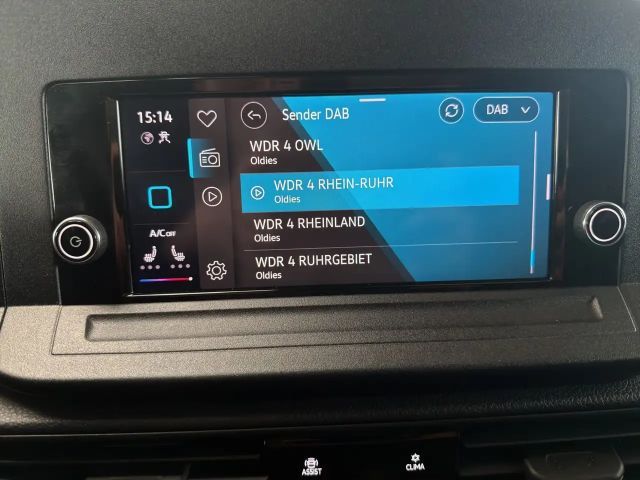 15:14
A/C OFF
Sender DAB
DAB
WDR 4 OWL
Oldies
WDR 4 RHEIN-RUHR
Oldies
WDR 4 RHEINLAND
Oldies
WDR 4 RUHRGEBIET
Oldies
ASSIST
CLIMA